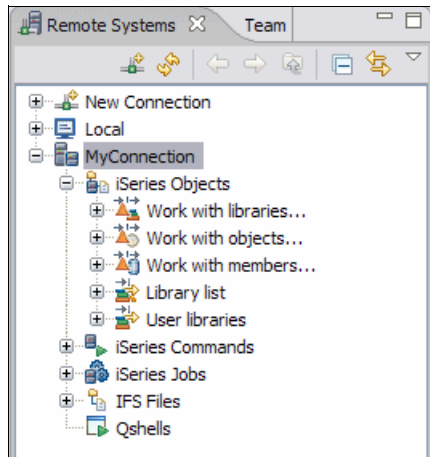 Remote Systems Team
New Connection
Local
MyConnection
iSeries Objects
Work with libraries...
Work with objects...
Work with members...
Library list
User libraries
iSeries Commands
iSeries Jobs
IFS Files
Qshells